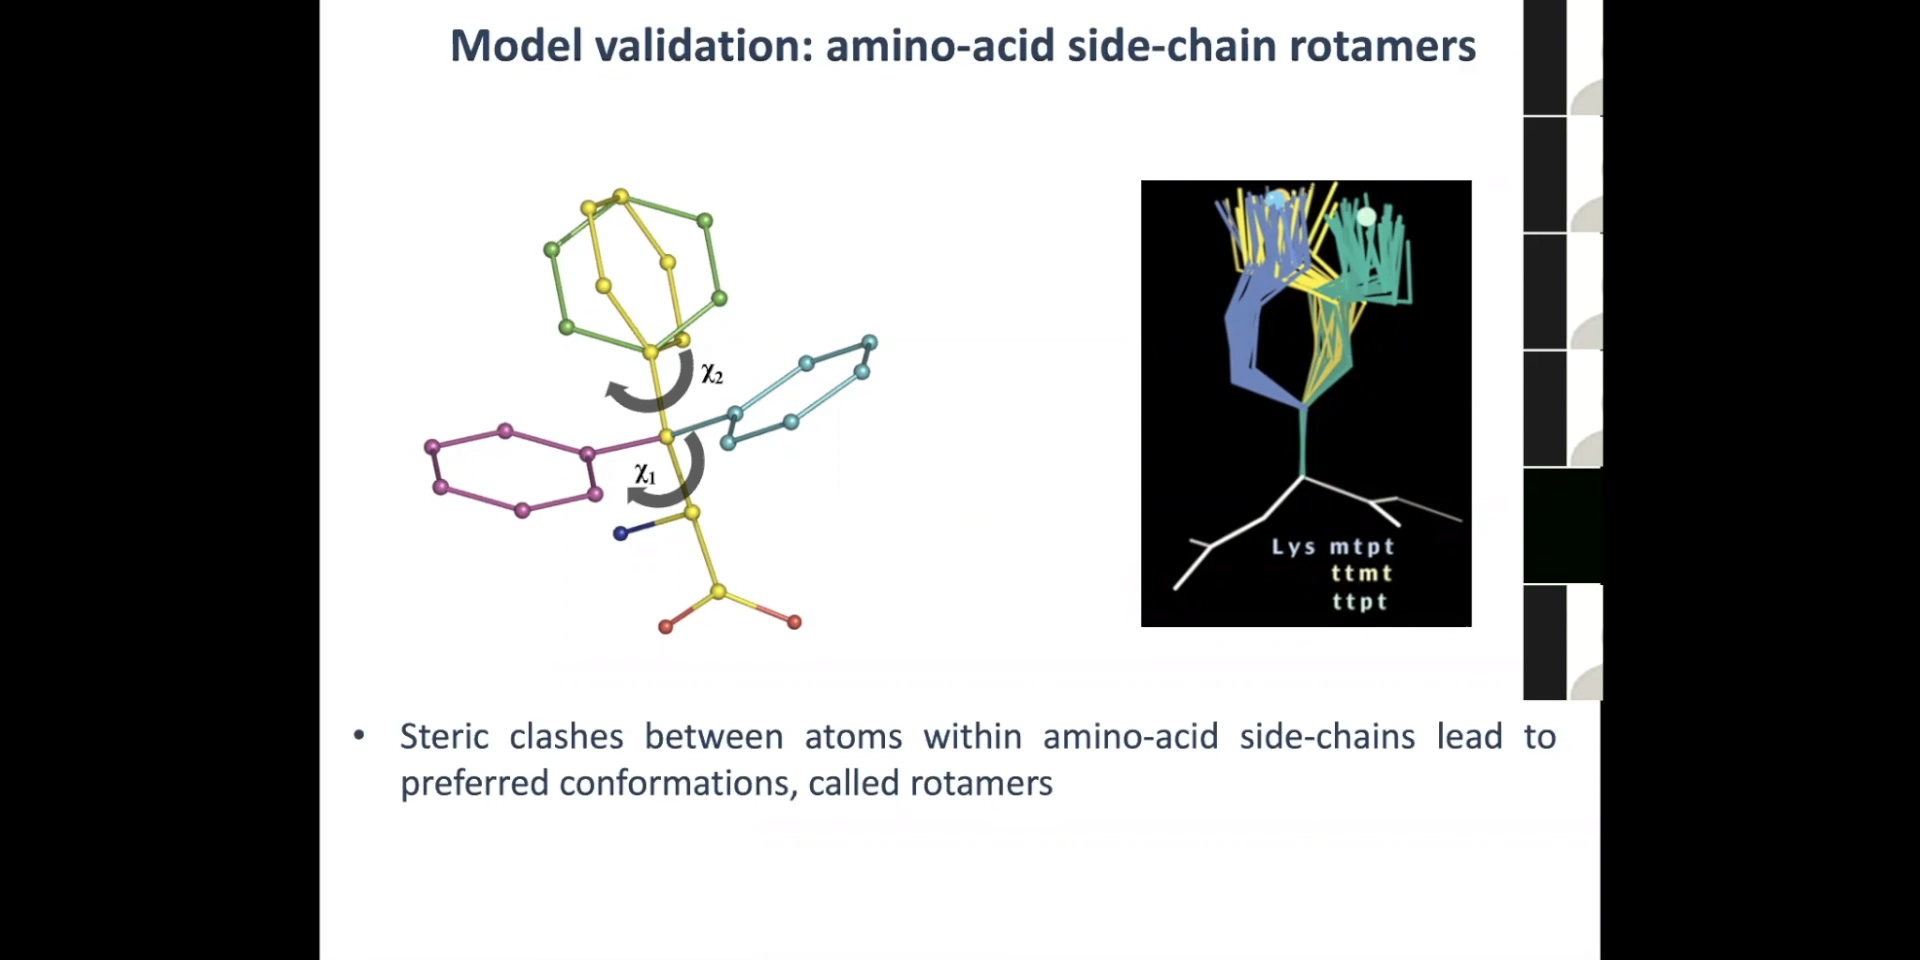 Model validation: amino-acid side-chain rotamers
χ2
χ1
Lys mtpt
ttmt
ttpt
• Steric clashes between atoms within amino-acid side-chains lead to
preferred conformations, called rotamers